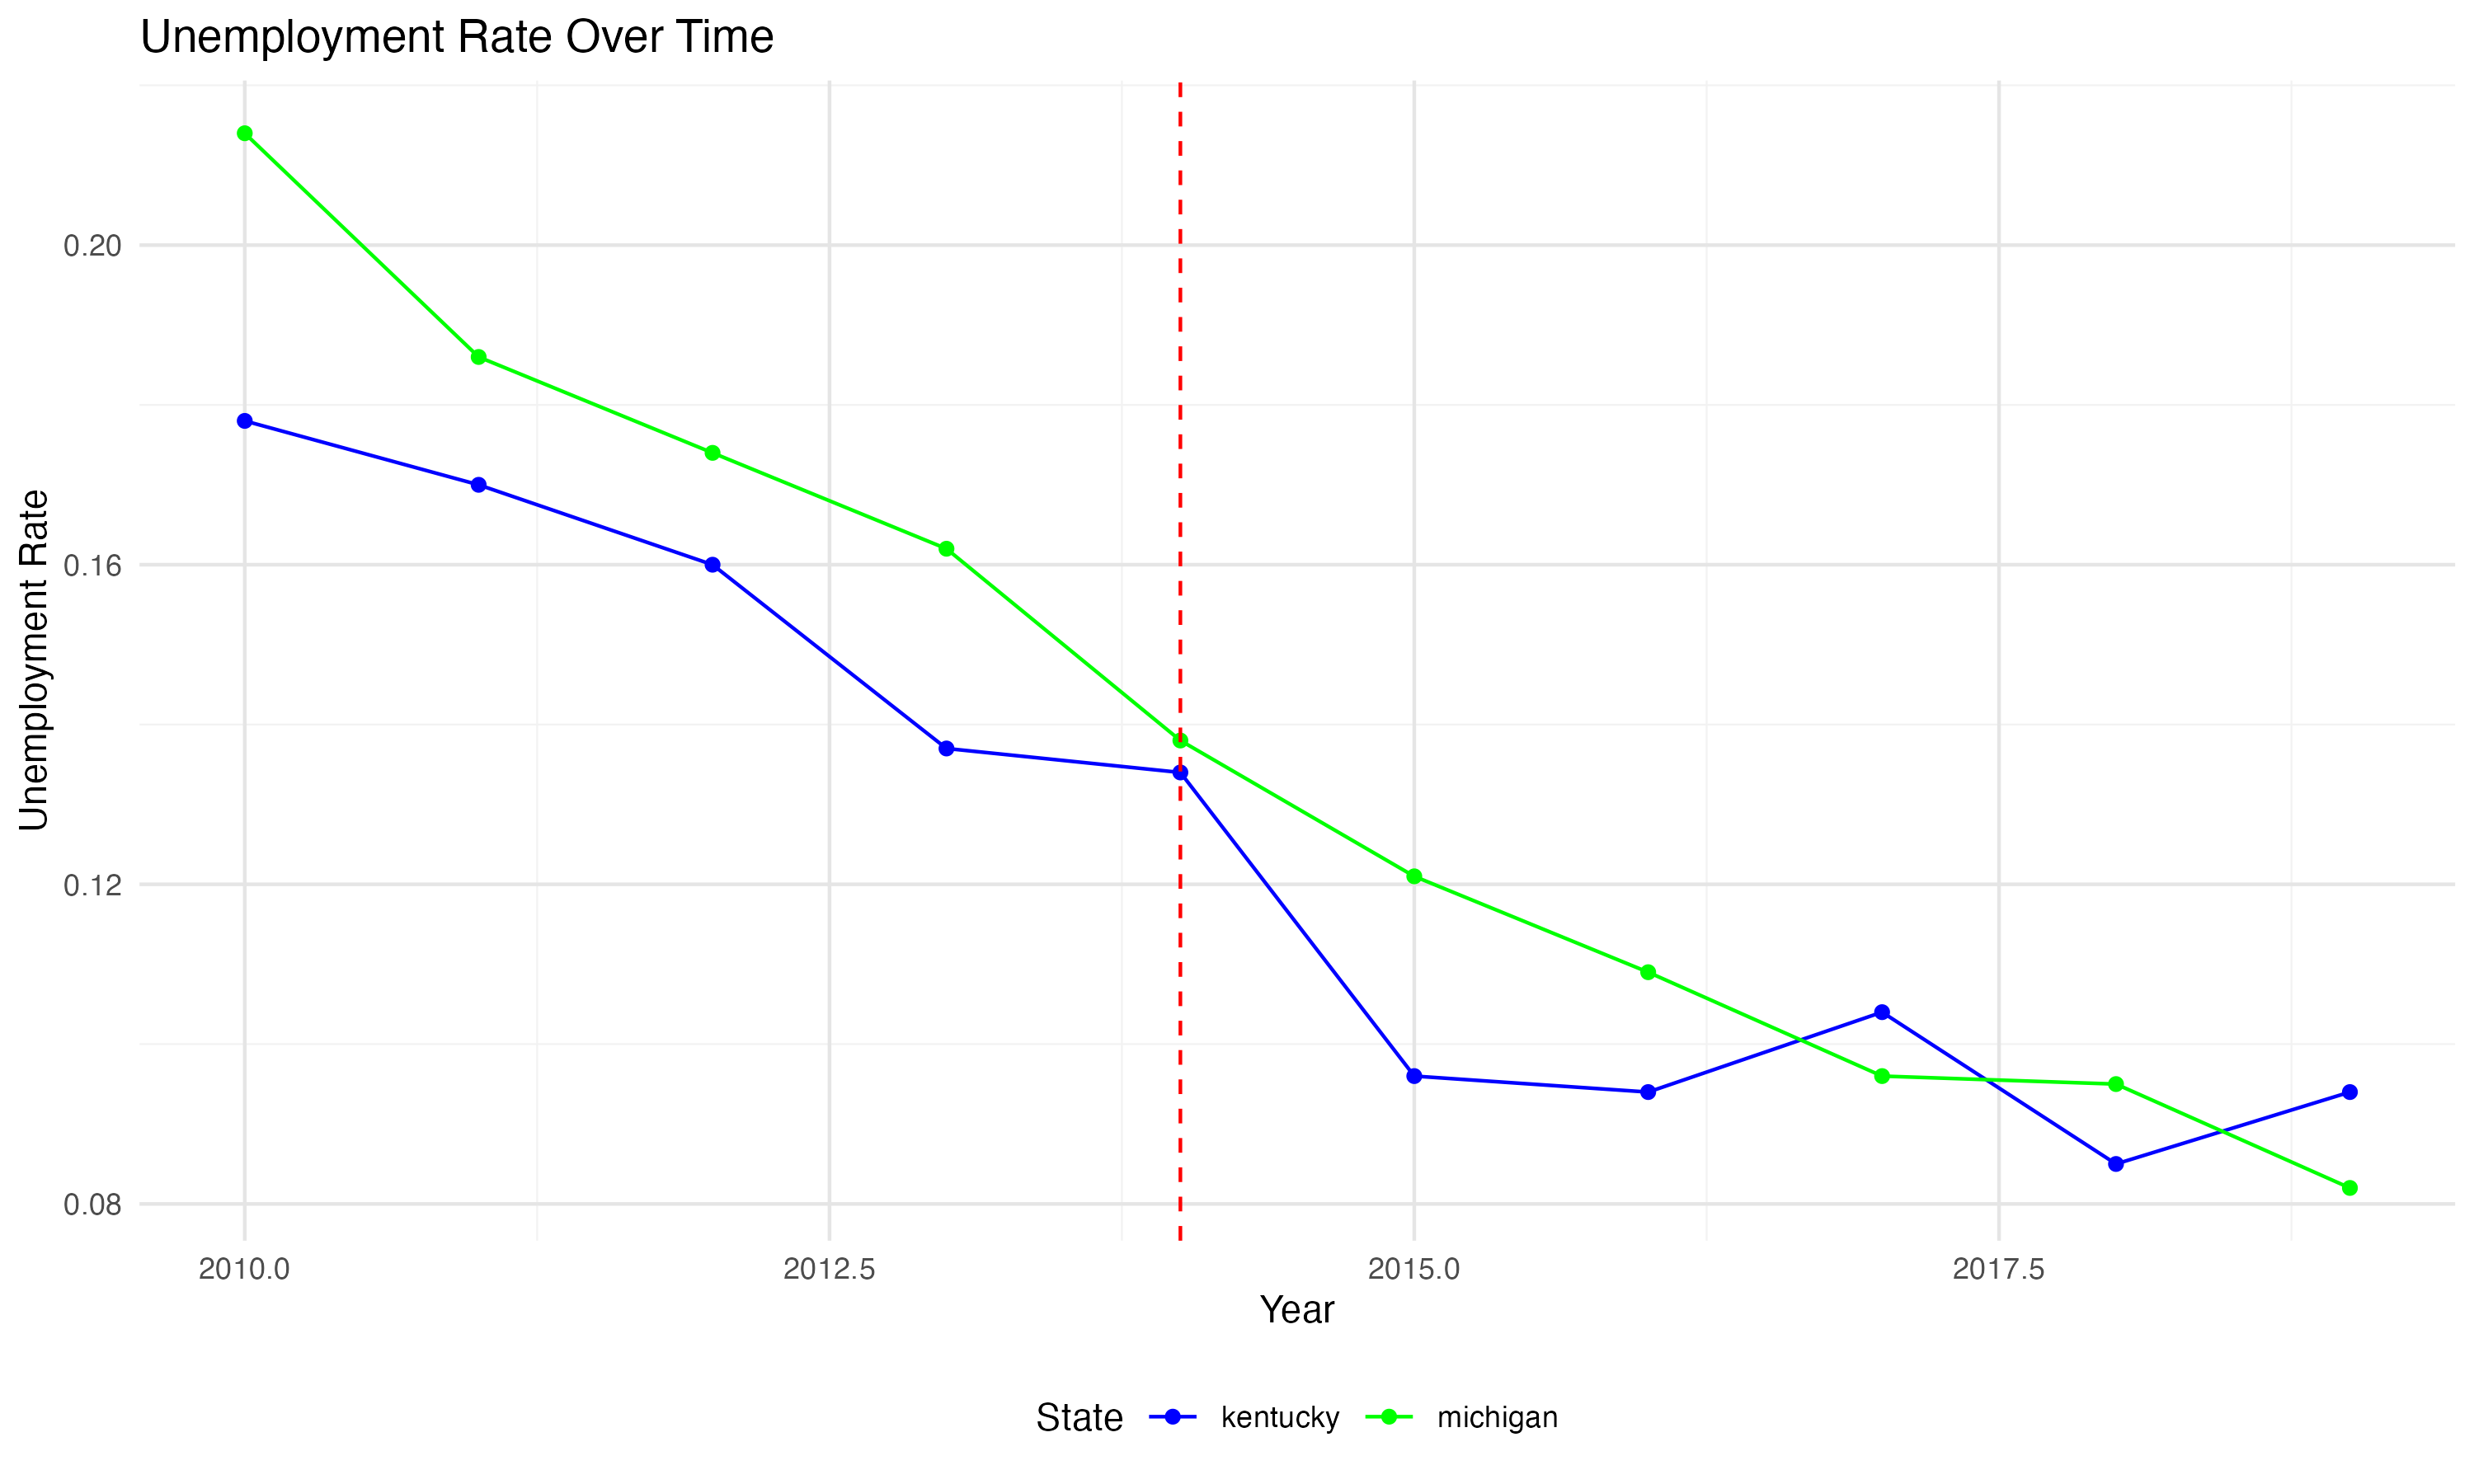 Unemployment Rate Over Time
Unemployment Rate
0.20
0.16
0.12
0.08
2010.0 2012.5 2015.0 2017.5
Year
State kentucky michigan